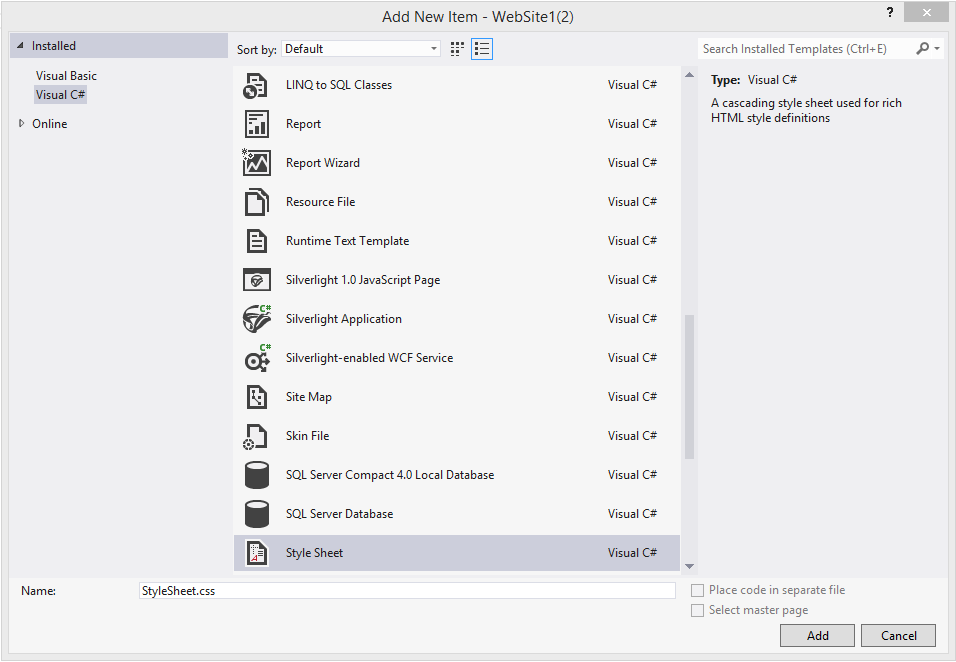 Add New Item - WebSite1(2)
?
Installed
Sort by: Default
Search Installed Templates (Ctrl+E)
Visual Basic
Visual C#
Online
LINQ to SQL Classes Visual C#
Report Visual C#
Report Wizard Visual C#
Resource File Visual C#
Runtime Text Template Visual C#
Silverlight 1.0 JavaScript Page Visual C#
C#
Silverlight Application Visual C#
C#
Silverlight-enabled WCF Service Visual C#
Site Map Visual C#
Skin File Visual C#
SQL Server Compact 4.0 Local Database Visual C#
SQL Server Database Visual C#
Style Sheet Visual C#
Type: Visual C#
A cascading style sheet used for rich
HTML style definitions
Name: StyleSheet.css
Place code in separate file
Select master page
Add Cancel